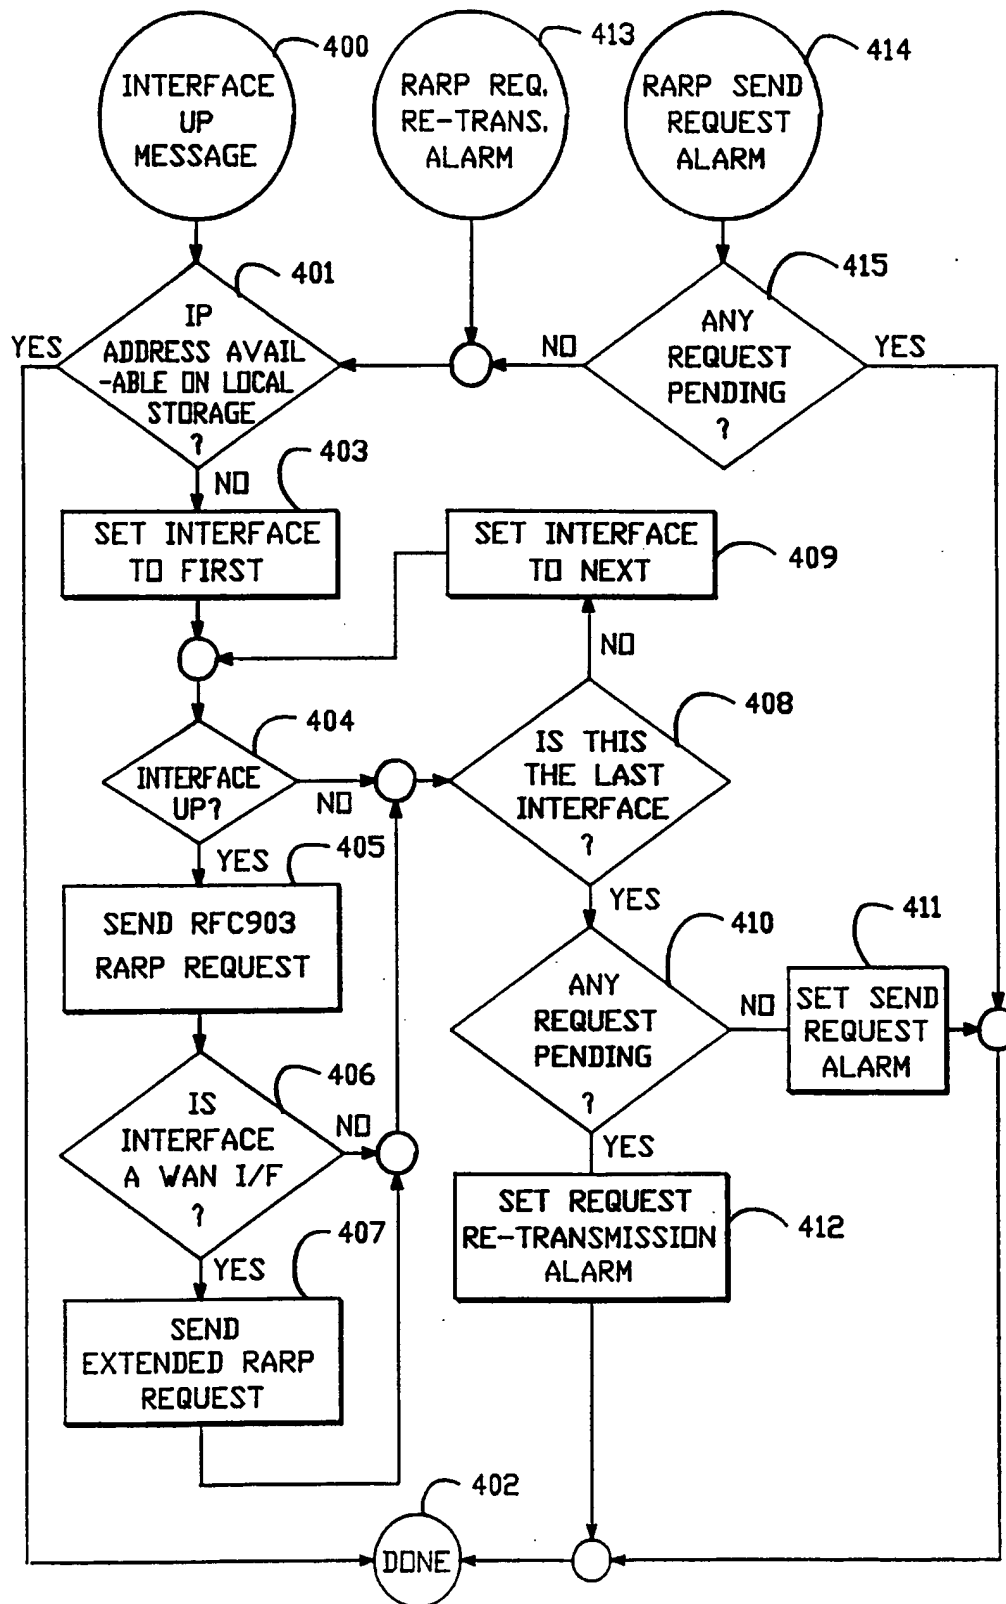 400
INTERFACE
UP
MESSAGE
413
RARP REQ.
RE-TRANS.
ALARM
414
RARP SEND
REQUEST
ALARM
401
IP
ADDRESS AVAIL
-ABLE ON LOCAL
STORAGE
?
YES
NO
415
ANY
REQUEST
PENDING
?
NO
YES
403
SET INTERFACE
TO FIRST
SET INTERFACE
TO NEXT
409
NO
404
INTERFACE
UP?
NO
YES
408
IS THIS
THE LAST
INTERFACE
?
YES
405
SEND RFC903
RARP REQUEST
410
ANY
REQUEST
PENDING
?
NO
YES
411
SET SEND
REQUEST
ALARM
406
IS
INTERFACE
A WAN I/F
?
NO
YES
SET REQUEST
RE-TRANSMISSION
ALARM
412
407
SEND
EXTENDED RARP
REQUEST
402
DONE